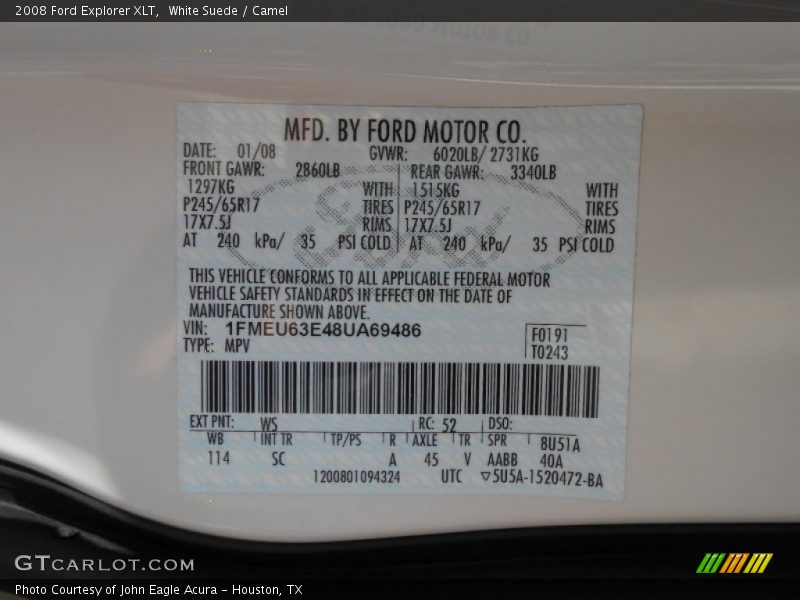 2008 Ford Explorer XLT, White Suede / Camel
MFD. BY FORD MOTOR CO.
DATE: 01/08 GVWR: 6020LB/ 2731KG
FRONT GAWR: 2860LB REAR GAWR: 3340LB
1297KG WITH 1515KG WITH
P245/65R17 TIRES P245/65R17 TIRES
17X7.5J RIMS 17X7.5J RIMS
AT 240 kPa/ 35 PSI COLD AT 240 kPa/ 35 PSI COLD
THIS VEHICLE CONFORMS TO ALL APPLICABLE FEDERAL MOTOR
VEHICLE SAFETY STANDARDS IN EFFECT ON THE DATE OF
MANUFACTURE SHOWN ABOVE.
VIN: 1FMEU63E48UA69486 F0191
TYPE: MPV T0243
EXT PNT: WS RC: 52 DSO:
WB INT TR TP/PS R AXLE TR SPR 8U51A
114 SC A 45 V AABB 40A
1200801094324 UTC ▽5U5A-1520472-BA
GTCARLOT.COM
Photo Courtesy of John Eagle Acura - Houston, TX